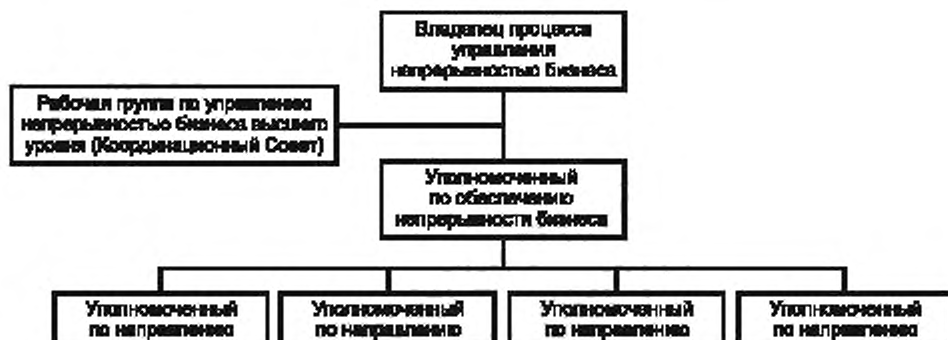 Владелец процесса
управления
непрерывностью бизнеса
Рабочая группа по управлению
непрерывностью бизнеса высшего
уровня (Координационный Совет)
Уполномоченный
по обеспечению
непрерывности бизнеса
Уполномоченный
по направлению
Уполномоченный
по направлению
Уполномоченный
по направлению
Уполномоченный
по направлению